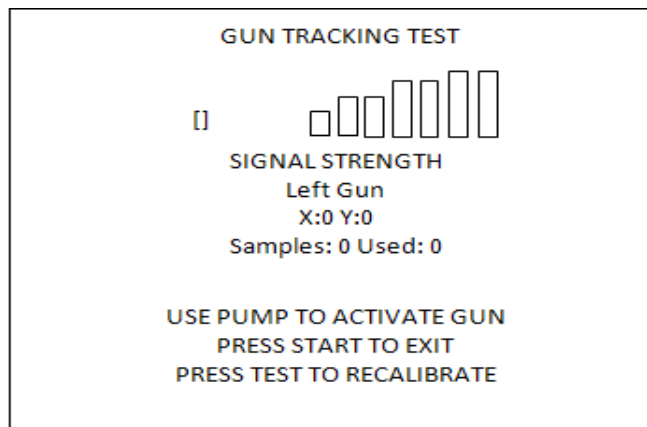 GUN TRACKING TEST
[]
SIGNAL STRENGTH
Left Gun
X:0 Y:0
Samples: 0 Used: 0
USE PUMP TO ACTIVATE GUN
PRESS START TO EXIT
PRESS TEST TO RECALIBRATE